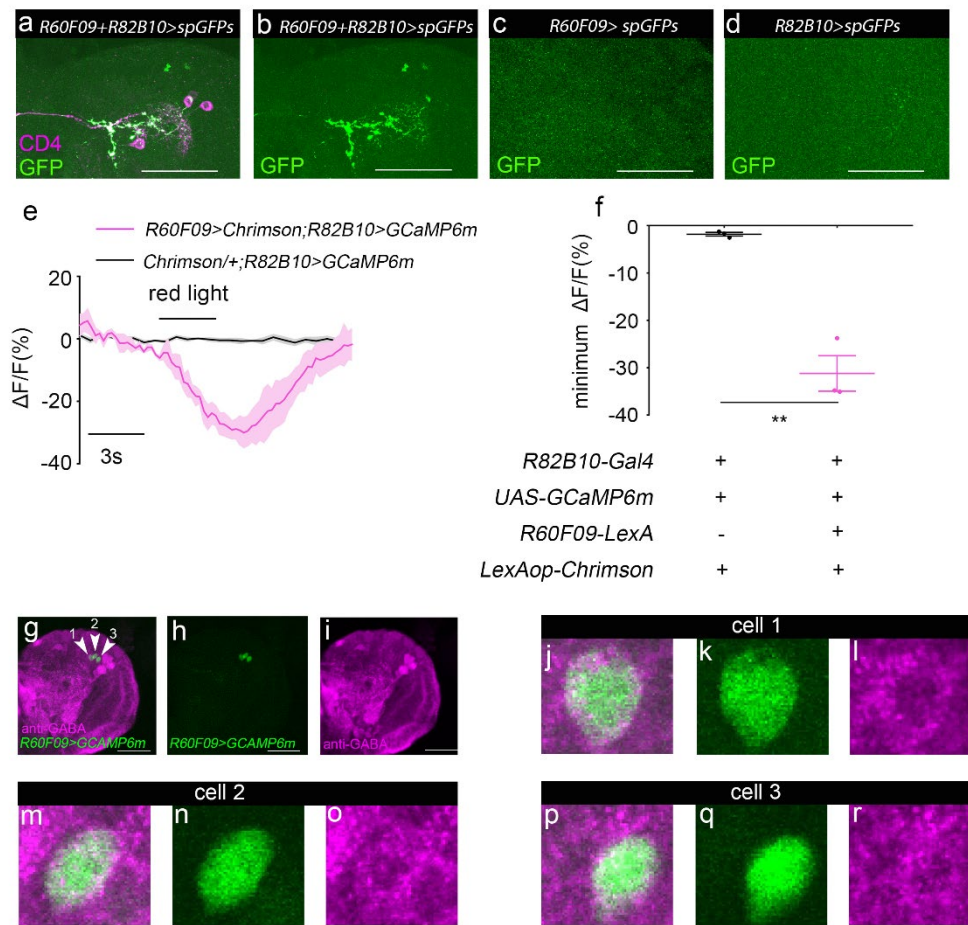 a R60F09+R82B10>spGFPs
CD4
GFP
b R60F09+R82B10>spGFPs
GFP
c R60F09> spGFPs
GFP
d R82B10>spGFPs
GFP
e
R60F09>Chrimson;R82B10>GCaMP6m
Chrimson/+;R82B10>GCaMP6m
red light
ΔF/F(%)
20
0
-20
-40
3s
f
minimum ΔF/F(%)
0
-10
-20
-30
-40
**
R82B10-Gal4 + +
UAS-GCaMP6m + +
R60F09-LexA - +
LexAop-Chrimson + +
g
1 2 3
anti-GABA
R60F09>GCAMP6m
h
R60F09>GCAMP6m
i
anti-GABA
cell 1
j k l
cell 2
m n o
cell 3
p q r